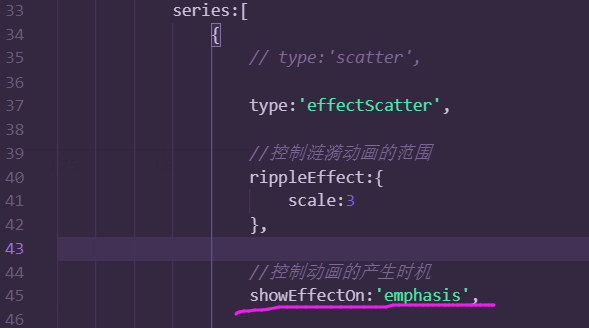 33 series:[
34 {
35 // type:'scatter',
36
37 type:'effectScatter',
38
39 //控制涟漪动画的范围
40 rippleEffect:{
41 scale:3
42 },
43
44 //控制动画的产生时机
45 showEffectOn:'emphasis',
46